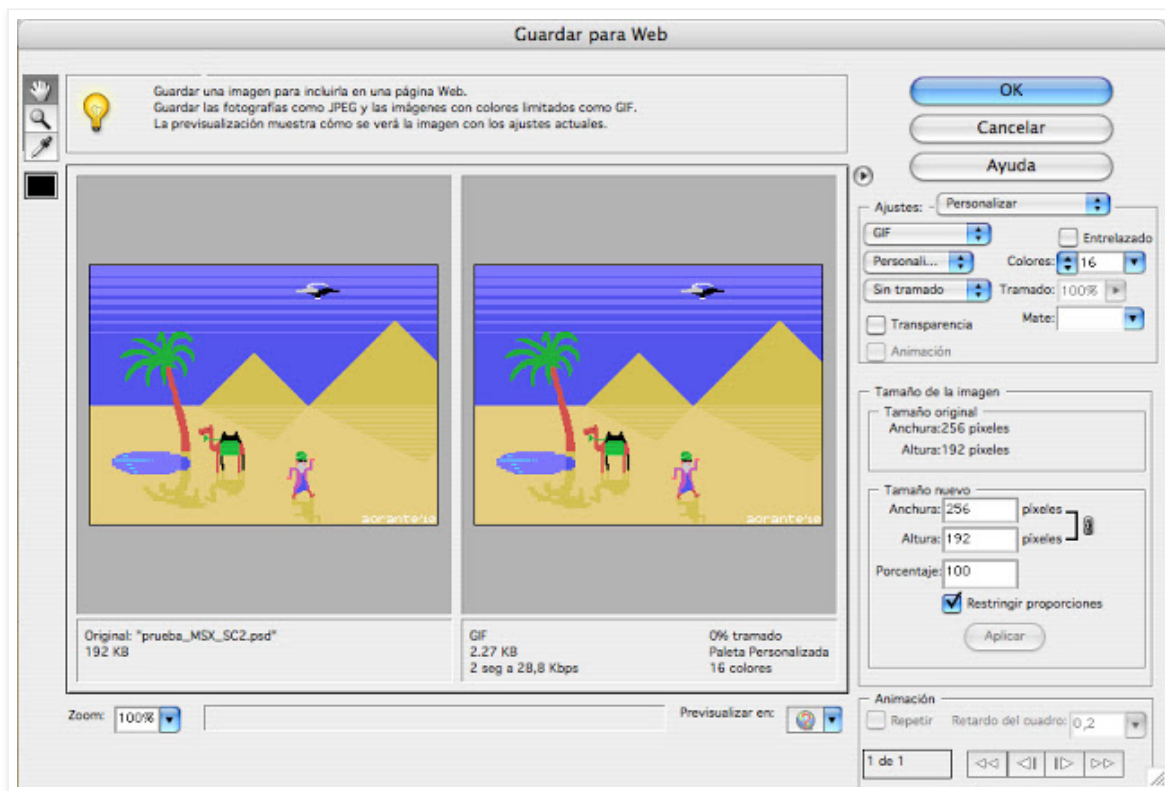 Guardar para Web
Guardar una imagen para incluirla en una página Web.
Guardar las fotografías como JPEG y las imágenes con colores limitados como GIF.
La previsualización muestra cómo se verá la imagen con los ajustes actuales.
OK
Cancelar
Ayuda
Ajustes: Personalizar
GIF
Entrelazado
Personali...
Colores: 16
Sin tramado
Tramado: 100%
Transparencia
Mate:
Animación
aorante'10
aorante'10
Original: "prueba_MSX_SC2.psd"
192 KB
GIF
2.27 KB
2 seg a 28,8 Kbps
0% tramado
Paleta Personalizada
16 colores
Tamaño de la imagen
Tamaño original
Anchura:256 píxeles
Altura:192 píxeles
Tamaño nuevo
Anchura: 256 píxeles
Altura: 192 píxeles
Porcentaje: 100
Restringir proporciones
Aplicar
Zoom: 100%
Previsualizar en:
Animación
Repetir Retardo del cuadro: 0,2
1 de 1